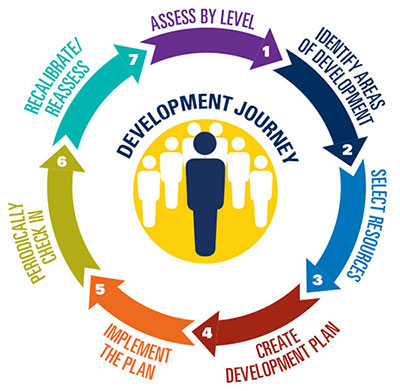 ASSESS BY LEVEL
1
IDENTIFY AREAS
OF DEVELOPMENT
2
SELECT RESOURCES
3
CREATE
DEVELOPMENT PLAN
4
IMPLEMENT
THE PLAN
5
PERIODICALLY
CHECK IN
6
RECALIBRATE/
REASSESS
7
DEVELOPMENT JOURNEY